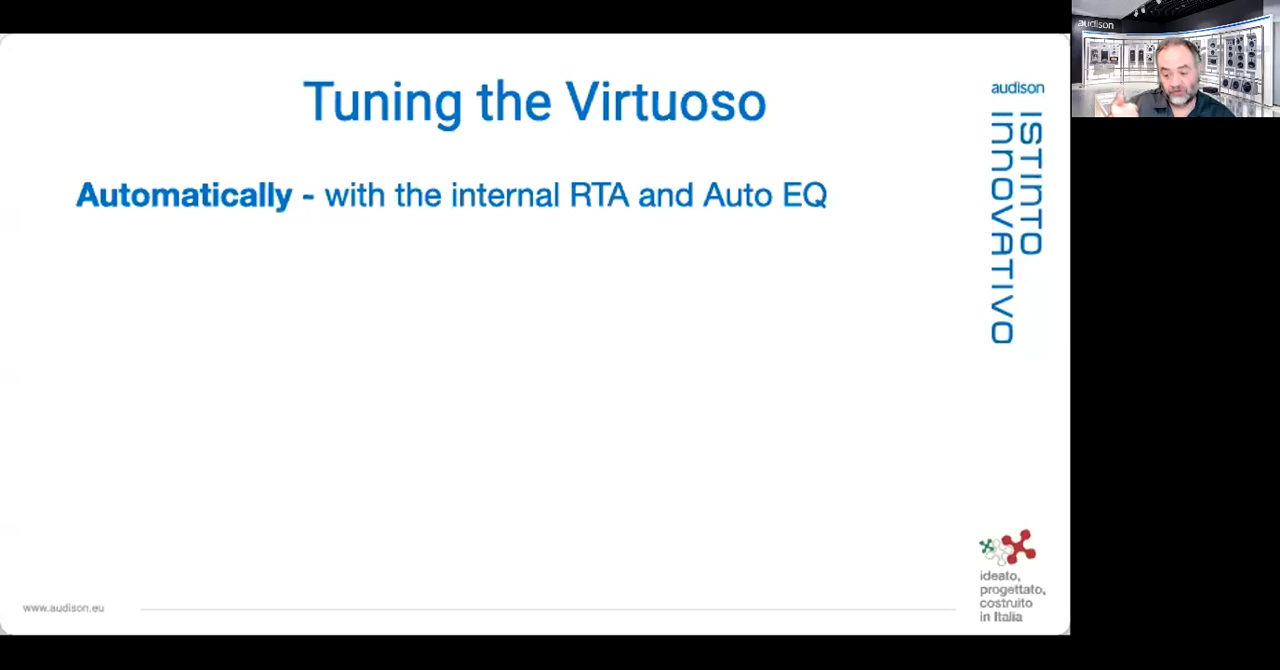 Tuning the Virtuoso
Automatically - with the internal RTA and Auto EQ
audison
ISTINTO
INNOVATIVO
ideato,
progettato,
costruito
in Italia
www.audison.eu
audison